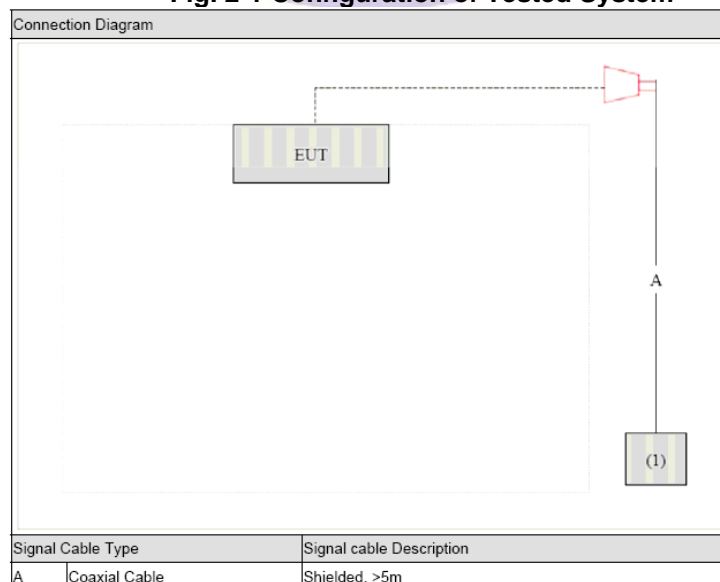 Fig. 2-1 Configuration of Tested System
Connection Diagram
EUT
A
(1)
Signal Cable Type Signal cable Description
A Coaxial Cable Shielded, >5m